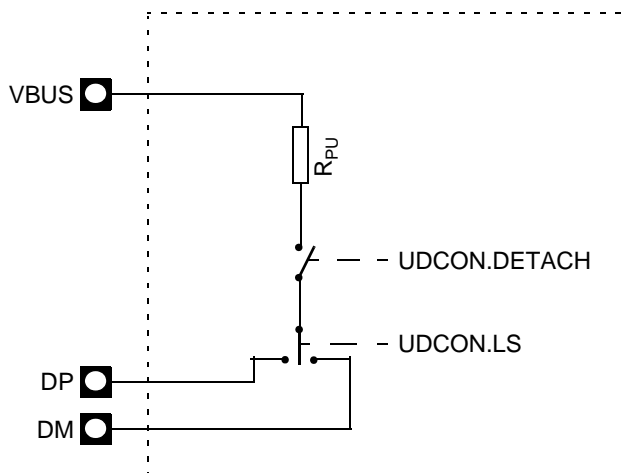 VBUS
RPU
UDCON.DETACH
UDCON.LS
DP
DM